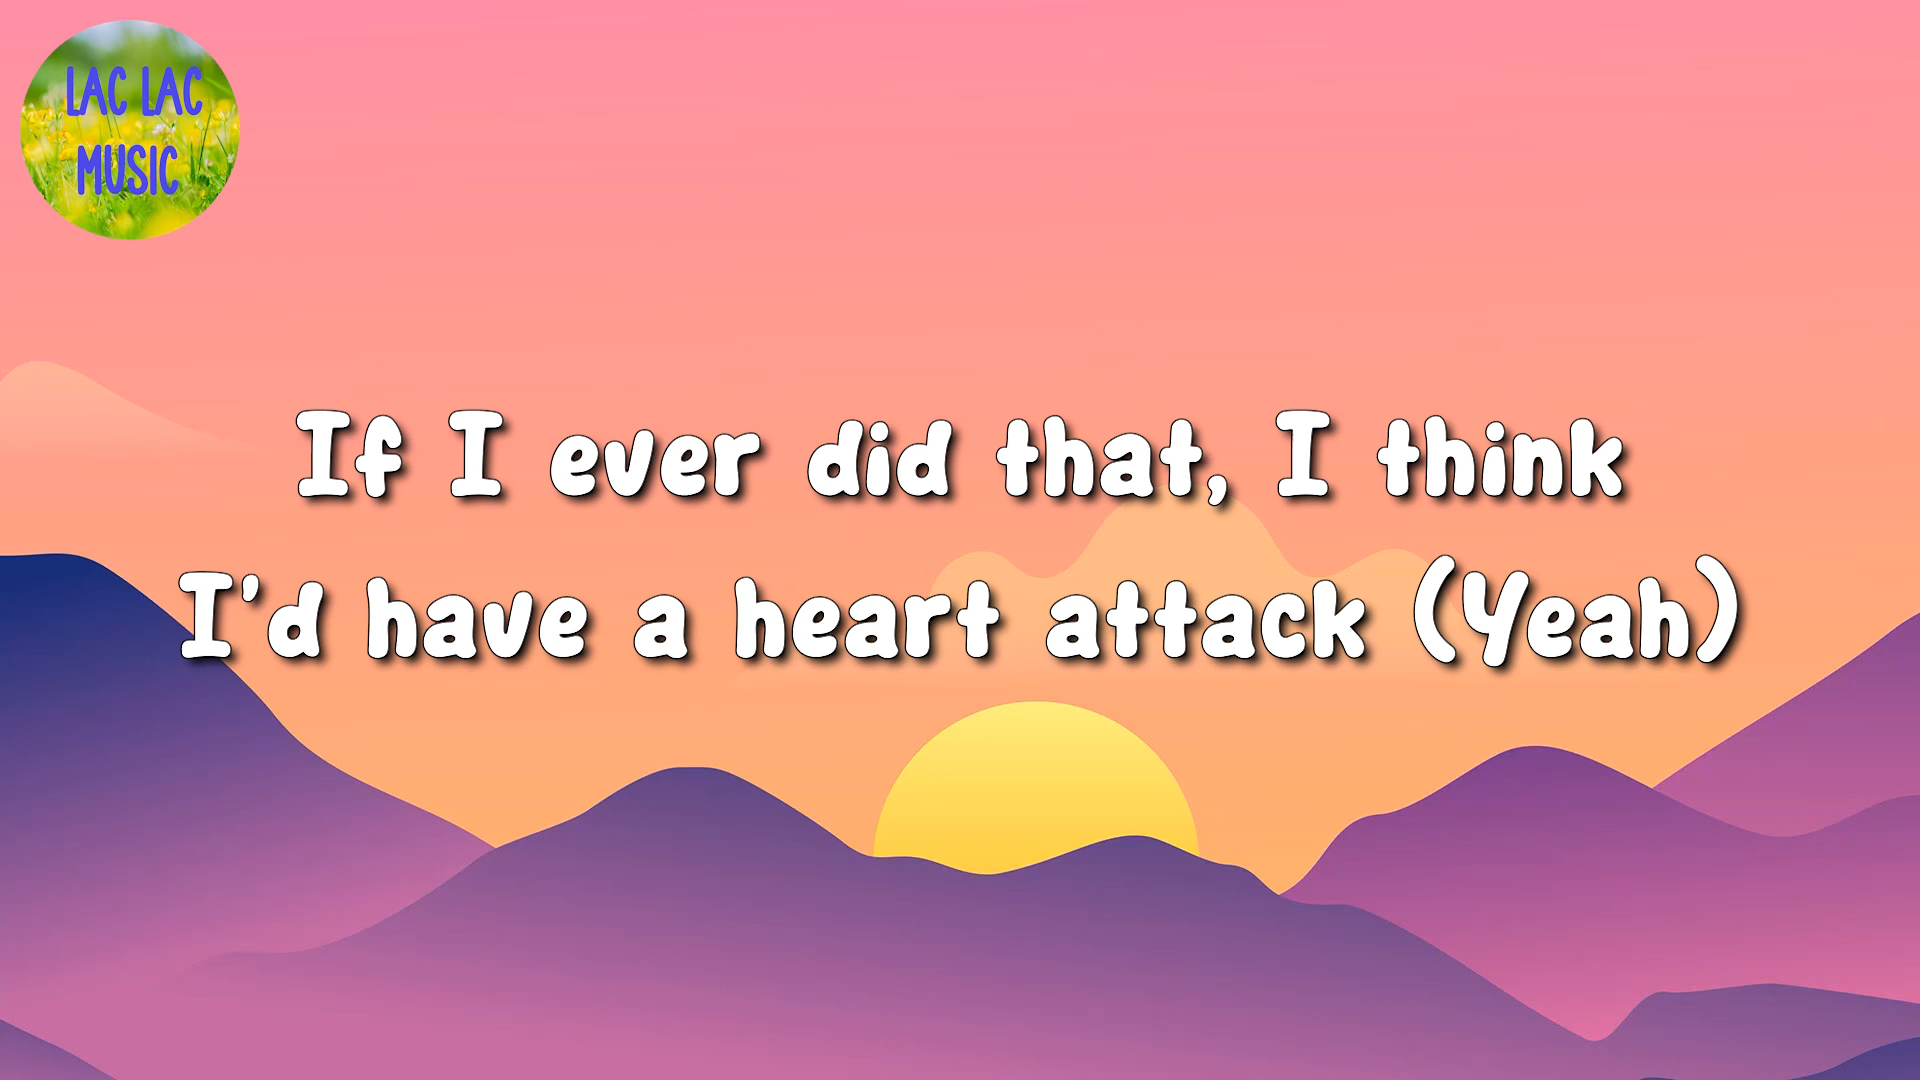 LAC LAC
MUSIC
If I ever did that, I think
I'd have a heart attack (Yeah)